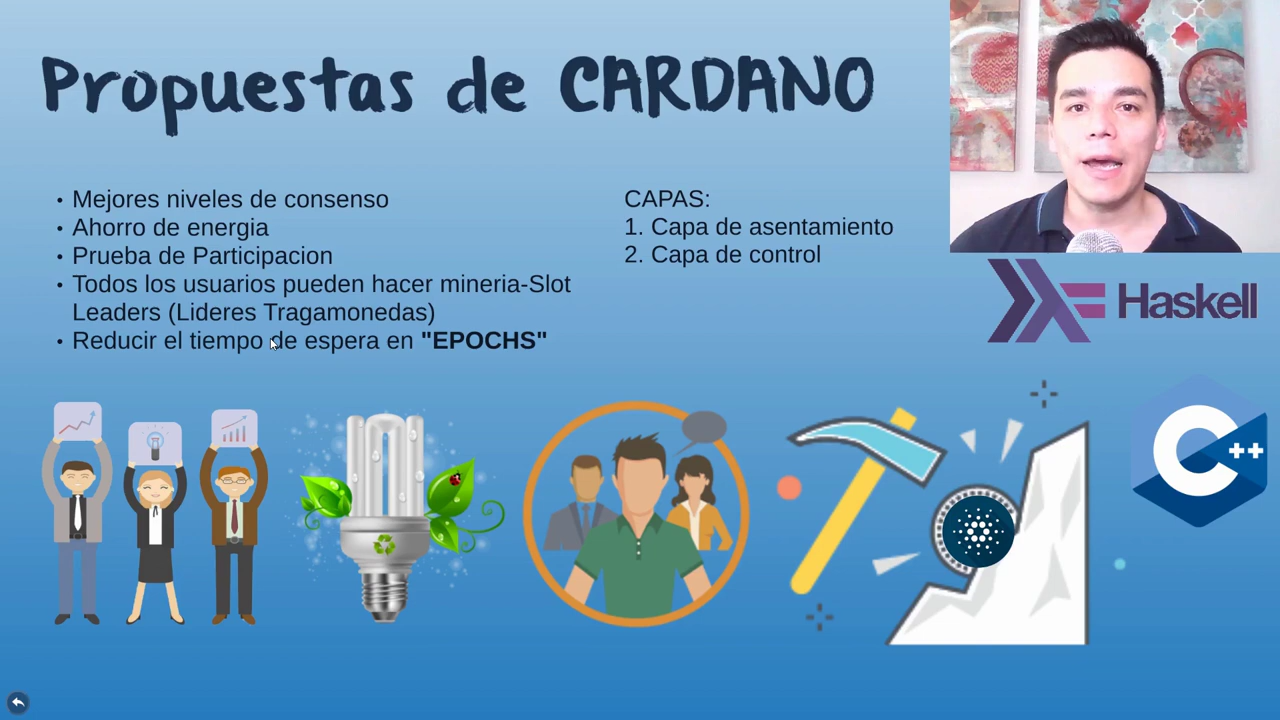 Propuestas de CARDANO
• Mejores niveles de consenso
• Ahorro de energia
• Prueba de Participacion
• Todos los usuarios pueden hacer mineria-Slot
Leaders (Lideres Tragamonedas)
• Reducir el tiempo de espera en "EPOCHS"
CAPAS:
1. Capa de asentamiento
2. Capa de control
Haskell
C++